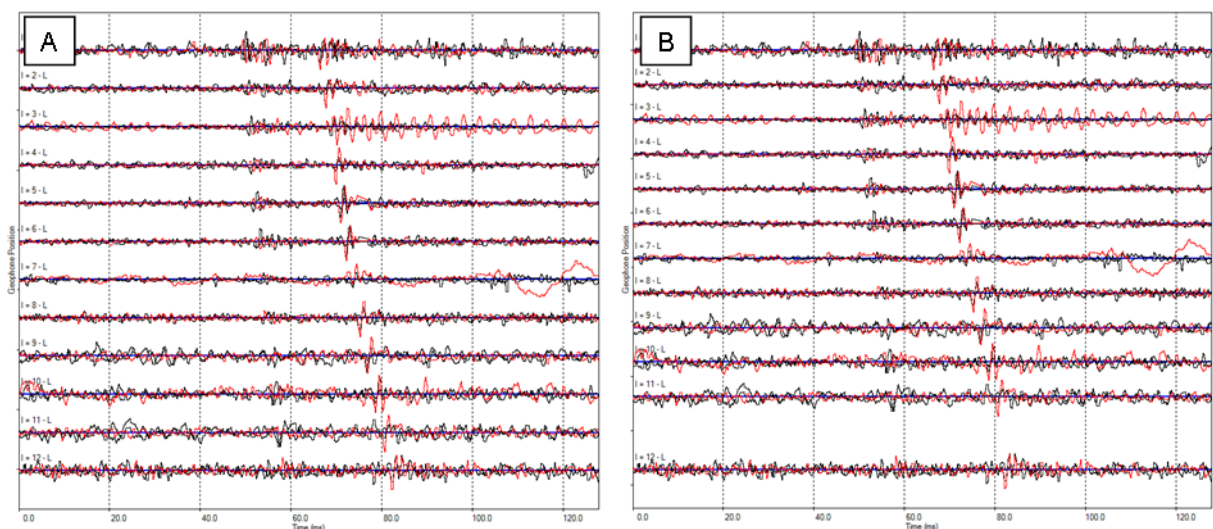 A
I = 2 - L
I = 3 - L
I = 4 - L
I = 5 - L
I = 6 - L
I = 7 - L
I = 8 - L
I = 9 - L
I = 10 - L
I = 11 - L
I = 12 - L
Geophone Position
0.0 20.0 40.0 60.0 80.0 100.0 120.0
Time (ms)
B
I = 2 - L
I = 3 - L
I = 4 - L
I = 5 - L
I = 6 - L
I = 7 - L
I = 8 - L
I = 9 - L
I = 10 - L
I = 11 - L
I = 12 - L
Geophone Position
0.0 20.0 40.0 60.0 80.0 100.0 120.0
Time (ms)